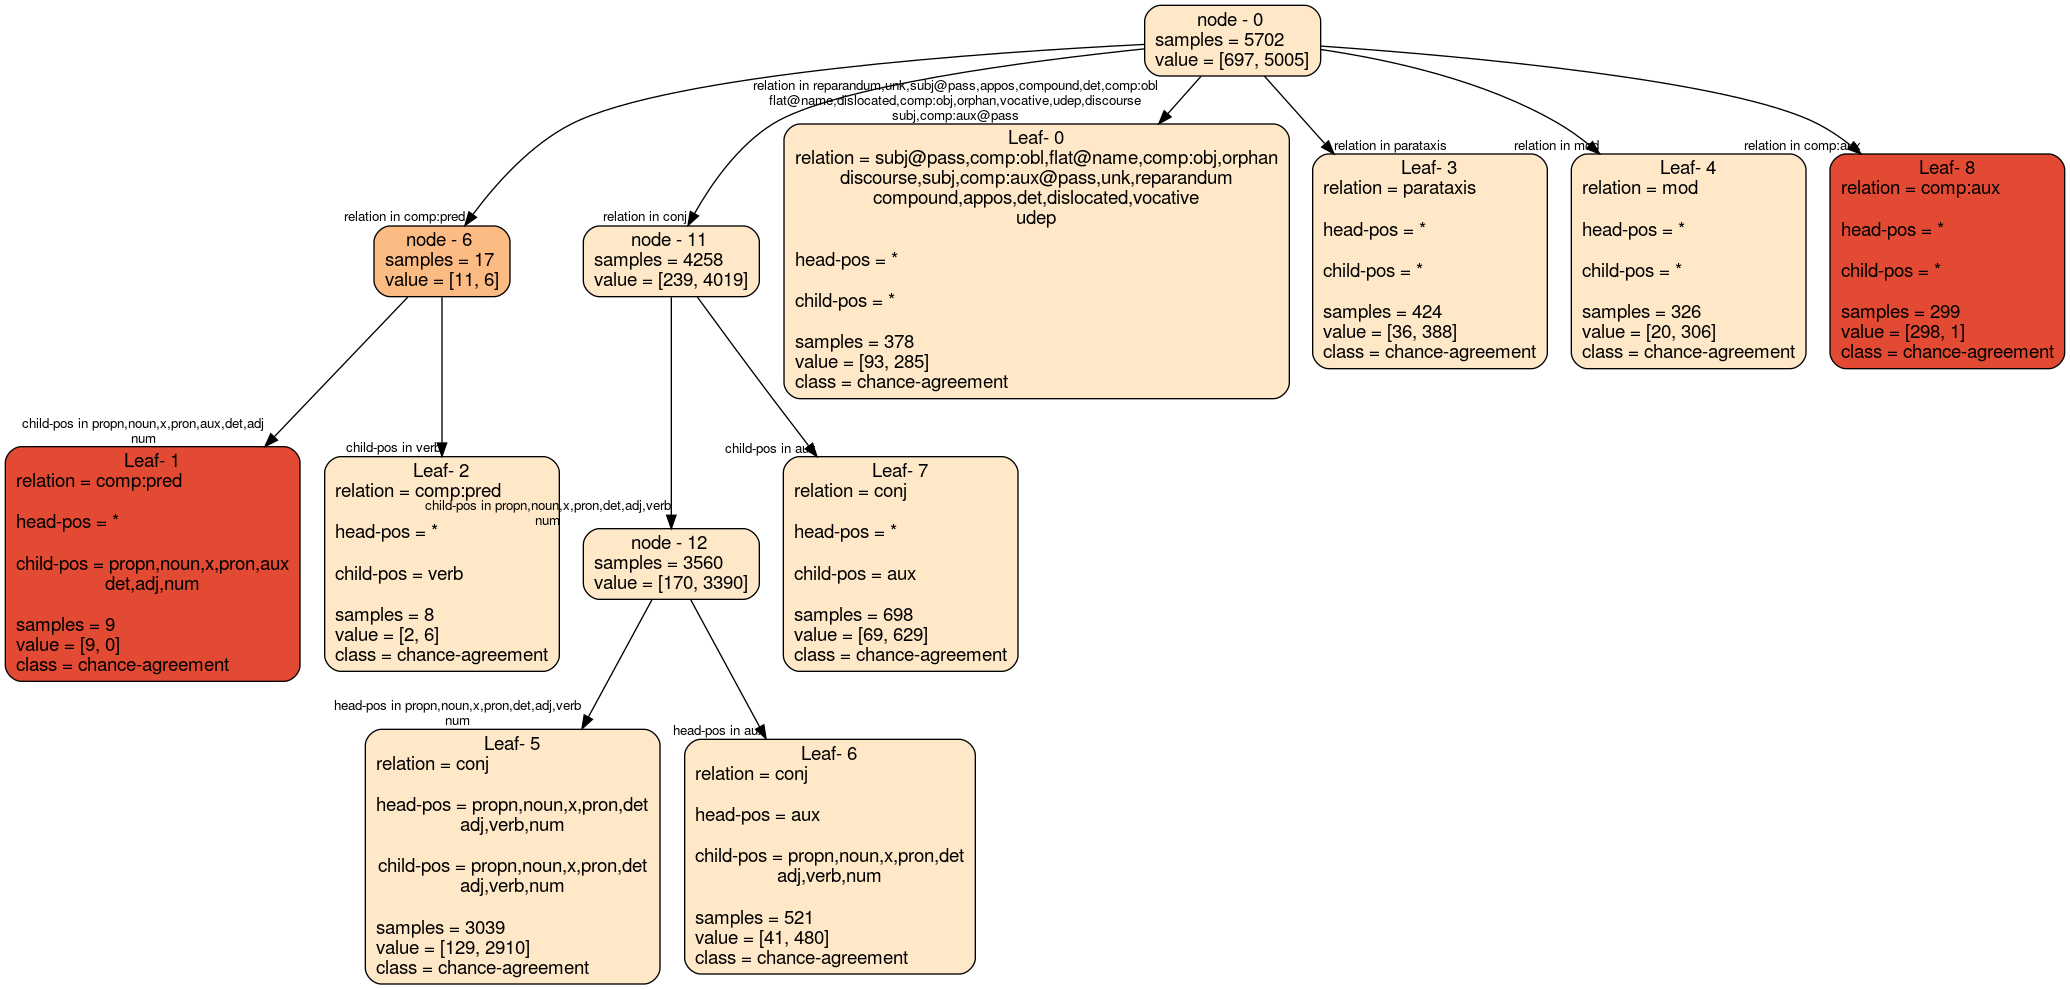 node - 0
samples = 5702
value = [697, 5005]
relation in reparandum,unk,subj@pass,appos,compound,det,comp:obl
flat@name,dislocated,comp:obj,orphan,vocative,udep,discourse
subj,comp:aux@pass
Leaf- 0
relation = subj@pass,comp:obl,flat@name,comp:obj,orphan
discourse,subj,comp:aux@pass,unk,reparandum
compound,appos,det,dislocated,vocative
udep
head-pos = *
child-pos = *
samples = 378
value = [93, 285]
class = chance-agreement
relation in parataxis
Leaf- 3
relation = parataxis
head-pos = *
child-pos = *
samples = 424
value = [36, 388]
class = chance-agreement
relation in mod
Leaf- 4
relation = mod
head-pos = *
child-pos = *
samples = 326
value = [20, 306]
class = chance-agreement
relation in comp:aux
Leaf- 8
relation = comp:aux
head-pos = *
child-pos = *
samples = 299
value = [298, 1]
class = chance-agreement
relation in comp:pred
node - 6
samples = 17
value = [11, 6]
relation in conj
node - 11
samples = 4258
value = [239, 4019]
child-pos in propn,noun,x,pron,aux,det,adj
num
Leaf- 1
relation = comp:pred
head-pos = *
child-pos = propn,noun,x,pron,aux
det,adj,num
samples = 9
value = [9, 0]
class = chance-agreement
child-pos in verb
Leaf- 2
relation = comp:pred
head-pos = *
child-pos = verb
samples = 8
value = [2, 6]
class = chance-agreement
child-pos in propn,noun,x,pron,det,adj,verb
num
node - 12
samples = 3560
value = [170, 3390]
child-pos in aux
Leaf- 7
relation = conj
head-pos = *
child-pos = aux
samples = 698
value = [69, 629]
class = chance-agreement
head-pos in propn,noun,x,pron,det,adj,verb
num
Leaf- 5
relation = conj
head-pos = propn,noun,x,pron,det
adj,verb,num
child-pos = propn,noun,x,pron,det
adj,verb,num
samples = 3039
value = [129, 2910]
class = chance-agreement
head-pos in aux
Leaf- 6
relation = conj
head-pos = aux
child-pos = propn,noun,x,pron,det
adj,verb,num
samples = 521
value = [41, 480]
class = chance-agreement